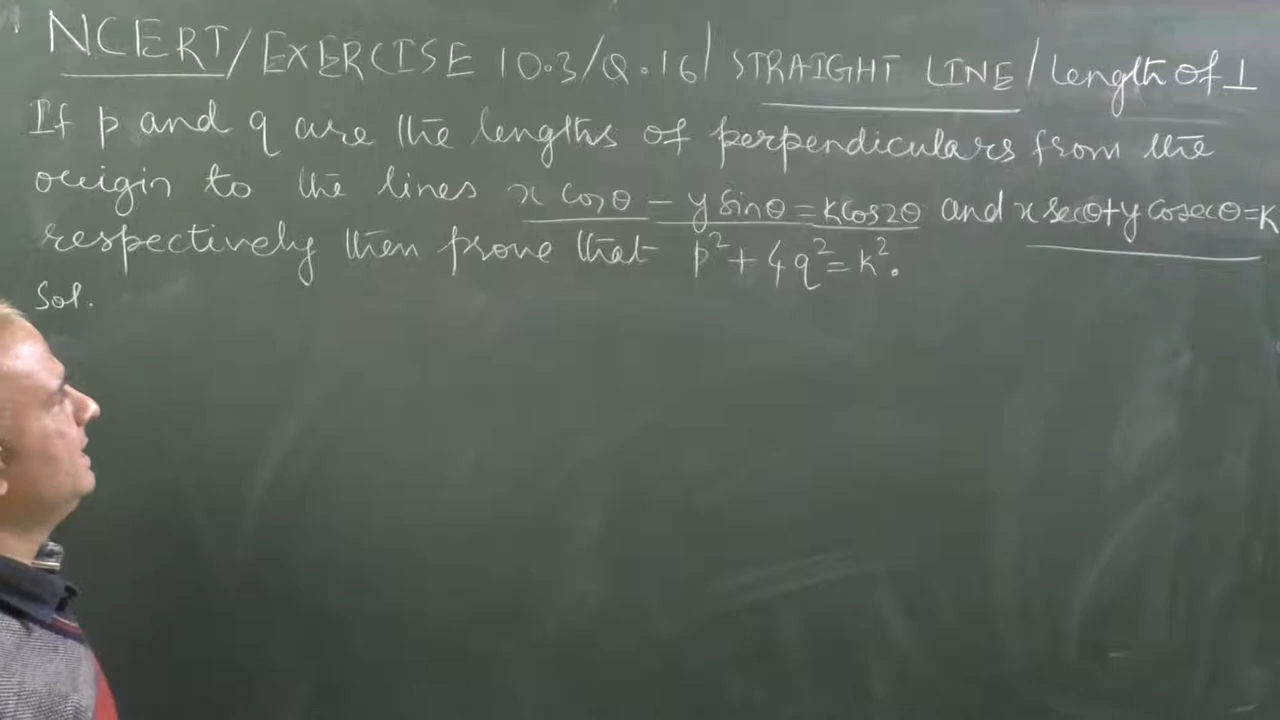 NCERT/EXERCISE 10.3/Q.16/ STRAIGHT LINE/Length of ⊥
If p and q are the lengths of perpendiculars from the
origin to the lines x cosθ - y sinθ = k cos2θ and x secθ+y cosecθ=K
respectively then prove that p²+4q²=k².
Sol.